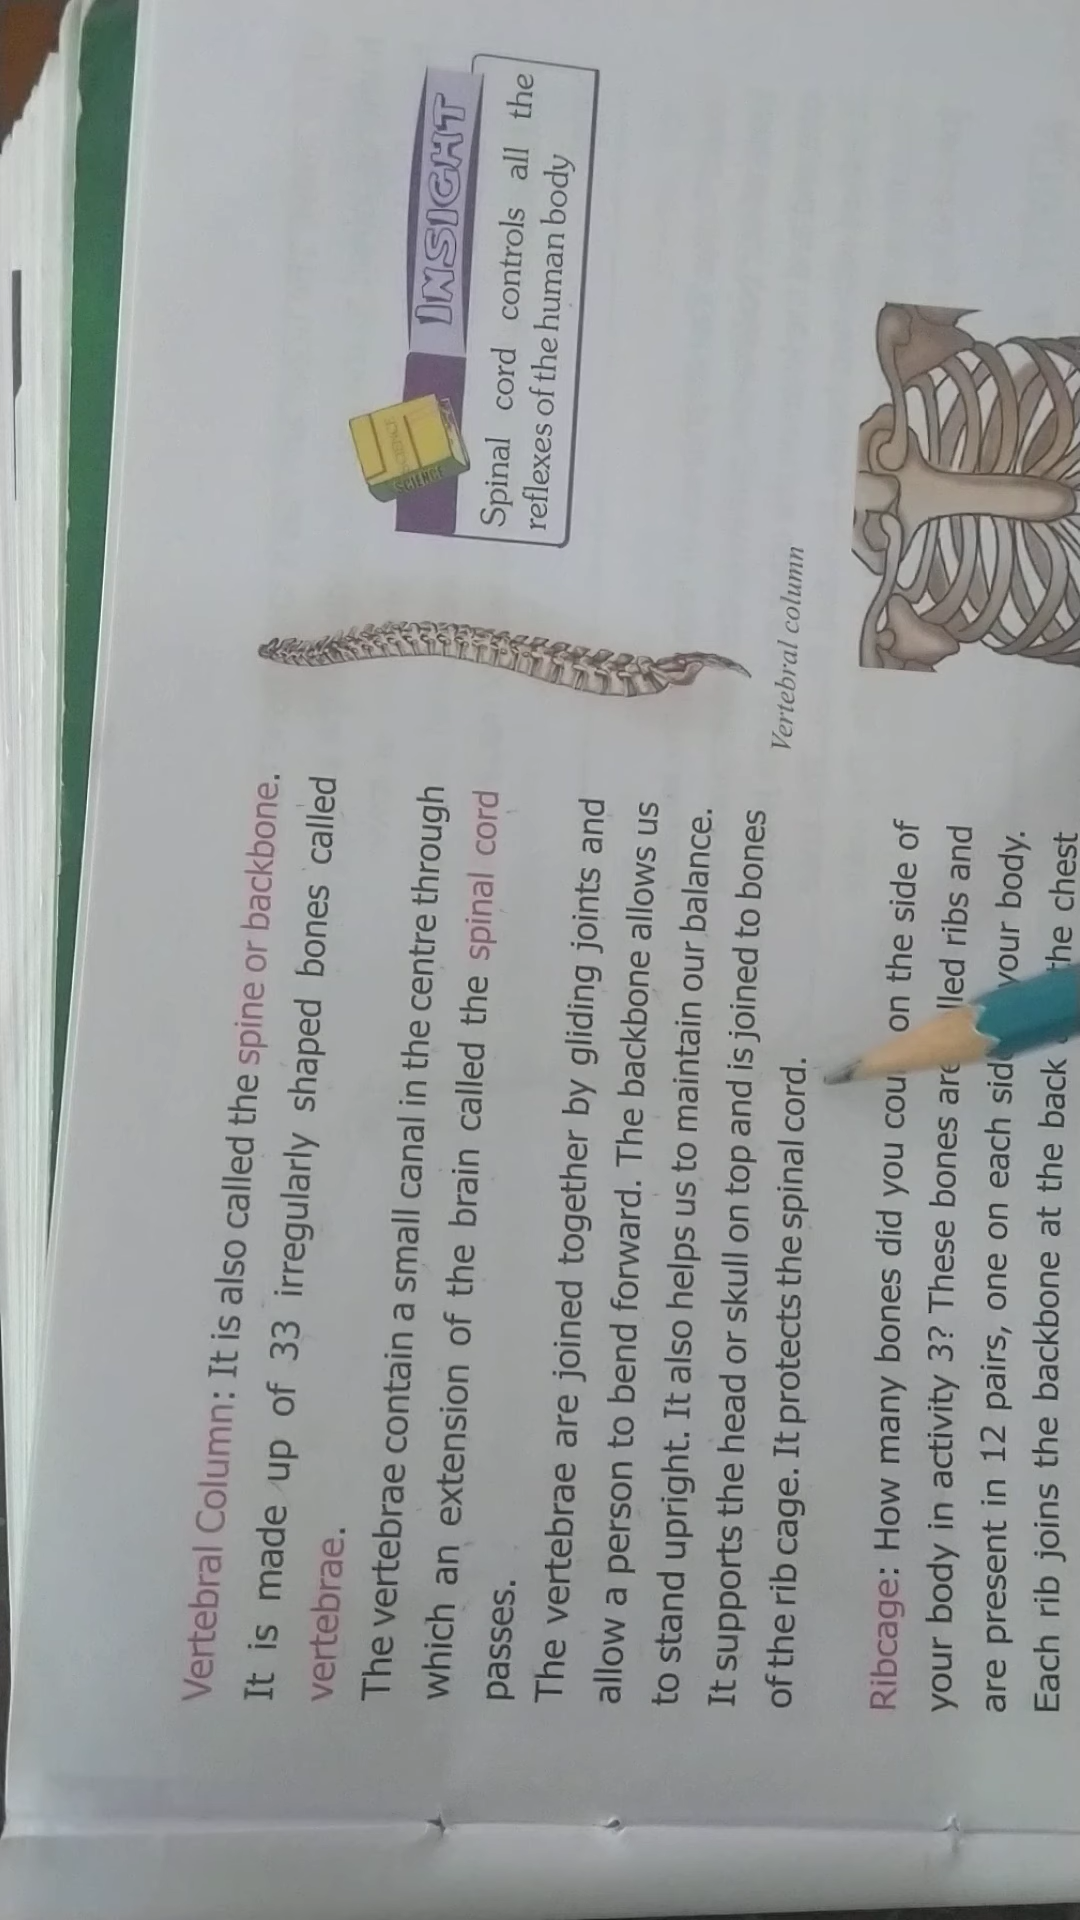 Vertebral Column: It is also called the spine or backbone.
It is made up of 33 irregularly shaped bones called
vertebrae.
The vertebrae contain a small canal in the centre through
which an extension of the brain called the spinal cord
passes.
The vertebrae are joined together by gliding joints and
allow a person to bend forward. The backbone allows us
to stand upright. It also helps us to maintain our balance.
It supports the head or skull on top and is joined to bones
of the rib cage. It protects the spinal cord.
Vertebral column
SCIENCE
SCIENCE
INSIGHT
Spinal cord controls all the
reflexes of the human body
Ribcage: How many bones did you on the side of
your body in activity 3? These bones are ribs and
are present in 12 pairs, one on each your body.
Each rib joins the backbone at the back the chest